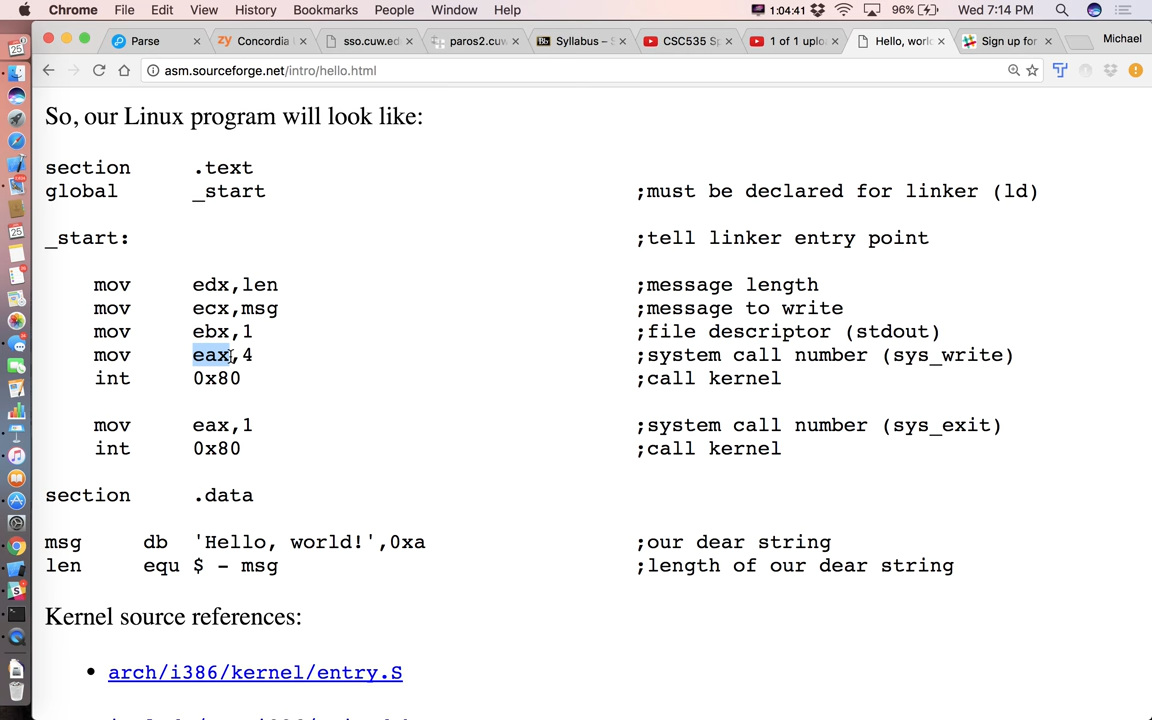 Chrome File Edit View History Bookmarks People Window Help 1:04:41 96% Wed 7:14 PM
Parse Concordia sso.cuw.ed paros2.cuw Syllabus – CSC535 Sp 1 of 1 uplo Hello, worl Sign up for Michael
asm.sourceforge.net/intro/hello.html
So, our Linux program will look like:
section .text
global _start ;must be declared for linker (ld)
_start: ;tell linker entry point
mov edx,len ;message length
mov ecx,msg ;message to write
mov ebx,1 ;file descriptor (stdout)
mov eax,4 ;system call number (sys_write)
int 0x80 ;call kernel
mov eax,1 ;system call number (sys_exit)
int 0x80 ;call kernel
section .data
msg db 'Hello, world!',0xa ;our dear string
len equ $ - msg ;length of our dear string
Kernel source references:
• arch/i386/kernel/entry.S